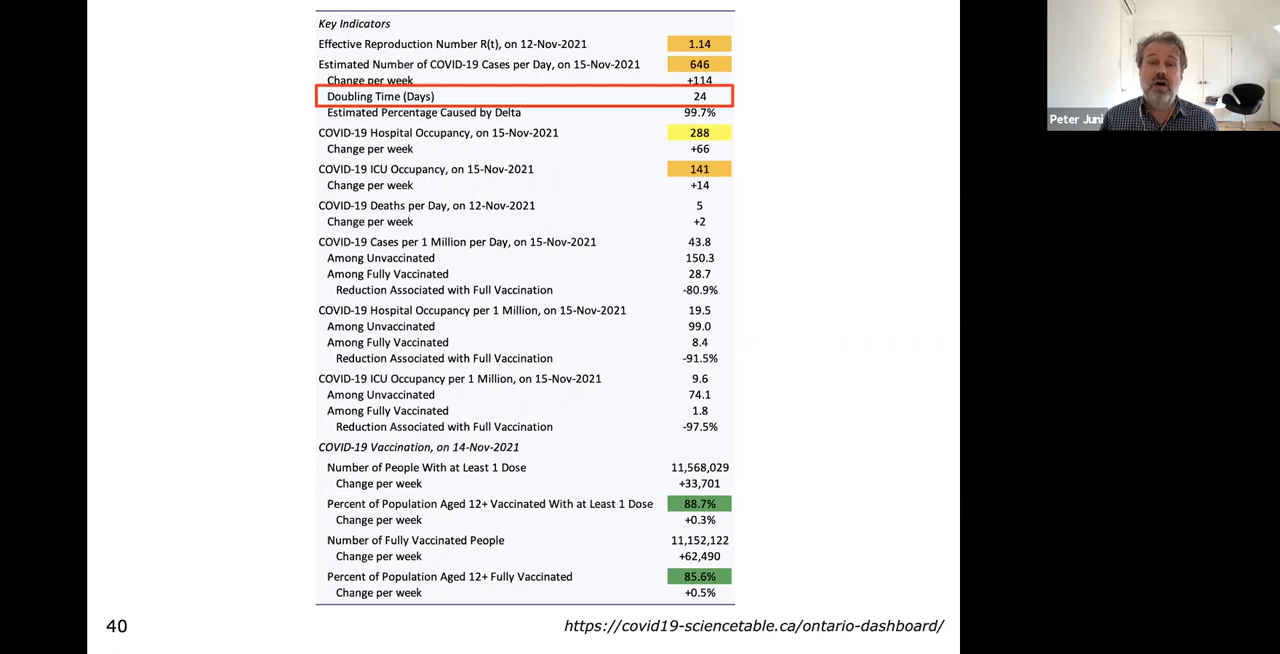 Key Indicators
Effective Reproduction Number R(t), on 12-Nov-2021 1.14
Estimated Number of COVID-19 Cases per Day, on 15-Nov-2021 646
Change per week +114
Doubling Time (Days) 24
Estimated Percentage Caused by Delta 99.7%
COVID-19 Hospital Occupancy, on 15-Nov-2021 288
Change per week +66
COVID-19 ICU Occupancy, on 15-Nov-2021 141
Change per week +14
COVID-19 Deaths per Day, on 12-Nov-2021 5
Change per week +2
COVID-19 Cases per 1 Million per Day, on 15-Nov-2021 43.8
Among Unvaccinated 150.3
Among Fully Vaccinated 28.7
Reduction Associated with Full Vaccination -80.9%
COVID-19 Hospital Occupancy per 1 Million, on 15-Nov-2021 19.5
Among Unvaccinated 99.0
Among Fully Vaccinated 8.4
Reduction Associated with Full Vaccination -91.5%
COVID-19 ICU Occupancy per 1 Million, on 15-Nov-2021 9.6
Among Unvaccinated 74.1
Among Fully Vaccinated 1.8
Reduction Associated with Full Vaccination -97.5%
COVID-19 Vaccination, on 14-Nov-2021
Number of People With at Least 1 Dose 11,568,029
Change per week +33,701
Percent of Population Aged 12+ Vaccinated With at Least 1 Dose 88.7%
Change per week +0.3%
Number of Fully Vaccinated People 11,152,122
Change per week +62,490
Percent of Population Aged 12+ Fully Vaccinated 85.6%
Change per week +0.5%
40
https://covid19-sciencetable.ca/ontario-dashboard/
Peter Juni